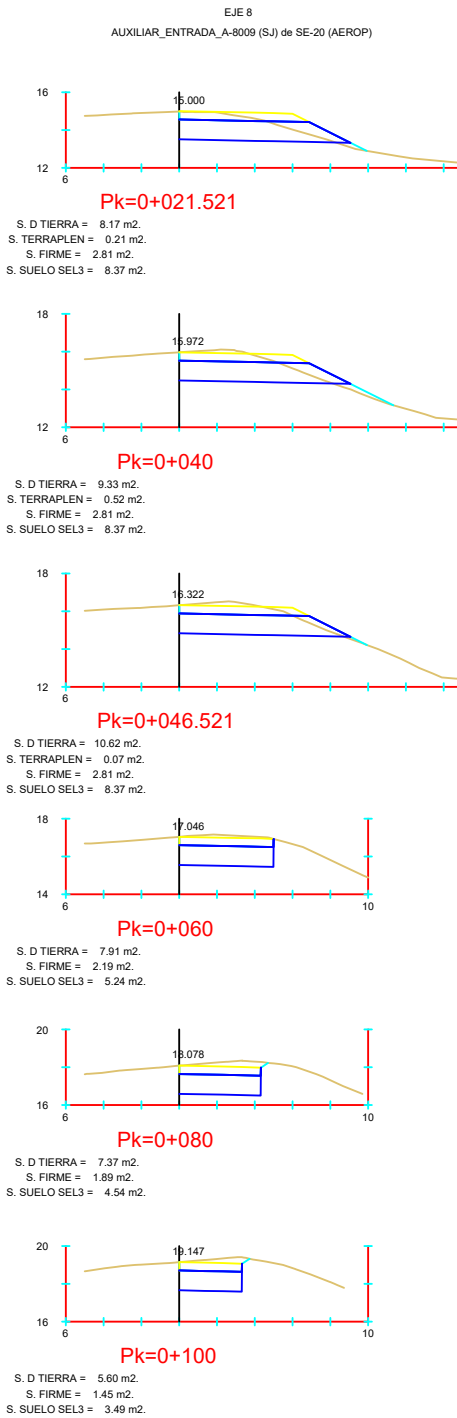 EJE 8
AUXILIAR_ENTRADA_A-8009 (SJ) de SE-20 (AEROP)
16
15.000
12
6
Pk=0+021.521
S. D TIERRA = 8.17 m2.
S. TERRAPLEN = 0.21 m2.
S. FIRME = 2.81 m2.
S. SUELO SEL3 = 8.37 m2.
18
15.972
12
6
Pk=0+040
S. D TIERRA = 9.33 m2.
S. TERRAPLEN = 0.52 m2.
S. FIRME = 2.81 m2.
S. SUELO SEL3 = 8.37 m2.
18
16.322
12
6
Pk=0+046.521
S. D TIERRA = 10.62 m2.
S. TERRAPLEN = 0.07 m2.
S. FIRME = 2.81 m2.
S. SUELO SEL3 = 8.37 m2.
18
17.046
14
6 10
Pk=0+060
S. D TIERRA = 7.91 m2.
S. FIRME = 2.19 m2.
S. SUELO SEL3 = 5.24 m2.
20
18.078
16
6 10
Pk=0+080
S. D TIERRA = 7.37 m2.
S. FIRME = 1.89 m2.
S. SUELO SEL3 = 4.54 m2.
20
19.147
16
6 10
Pk=0+100
S. D TIERRA = 5.60 m2.
S. FIRME = 1.45 m2.
S. SUELO SEL3 = 3.49 m2.